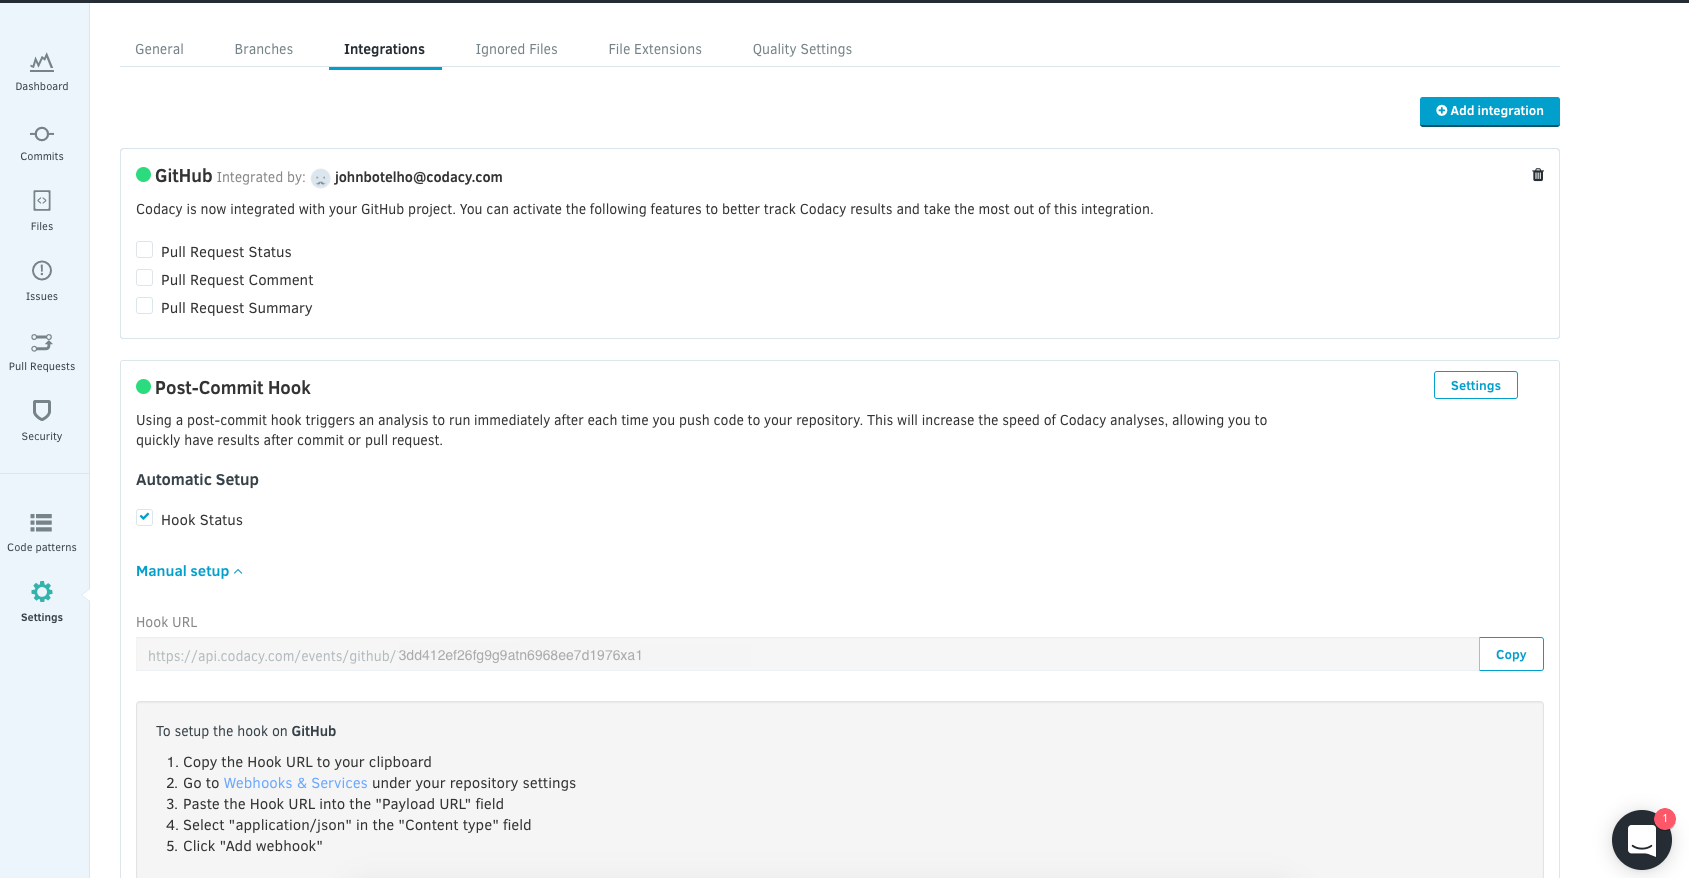 General Branches Integrations Ignored Files File Extensions Quality Settings
Dashboard
Commits
Files
Issues
Pull Requests
Security
Code patterns
Settings
Add integration
GitHub Integrated by: johnbotelho@codacy.com
Codacy is now integrated with your GitHub project. You can activate the following features to better track Codacy results and take the most out of this integration.
Pull Request Status
Pull Request Comment
Pull Request Summary
Post-Commit Hook
Settings
Using a post-commit hook triggers an analysis to run immediately after each time you push code to your repository. This will increase the speed of Codacy analyses, allowing you to
quickly have results after commit or pull request.
Automatic Setup
Hook Status
Manual setup
Hook URL
https://api.codacy.com/events/github/3dd412ef26fg9g9atn6968ee7d1976xa1
Copy
To setup the hook on GitHub
1. Copy the Hook URL to your clipboard
2. Go to Webhooks & Services under your repository settings
3. Paste the Hook URL into the "Payload URL" field
4. Select "application/json" in the "Content type" field
5. Click "Add webhook"
1